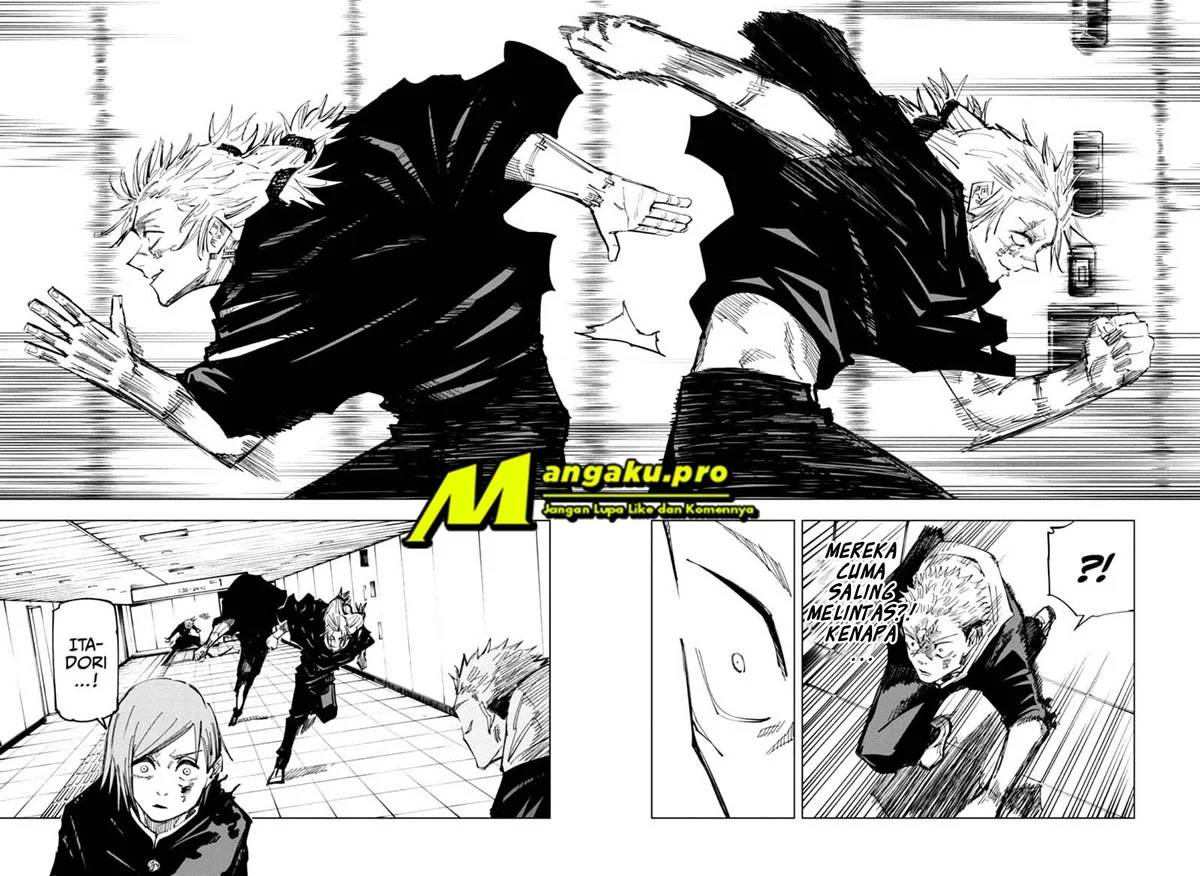 Mangaku.pro
Jangan Lupa Like dan Komennya
?!
MEREKA
CUMA
SALING
MELINTAS?!
KENAPA
...
ITA-
DORI
...!